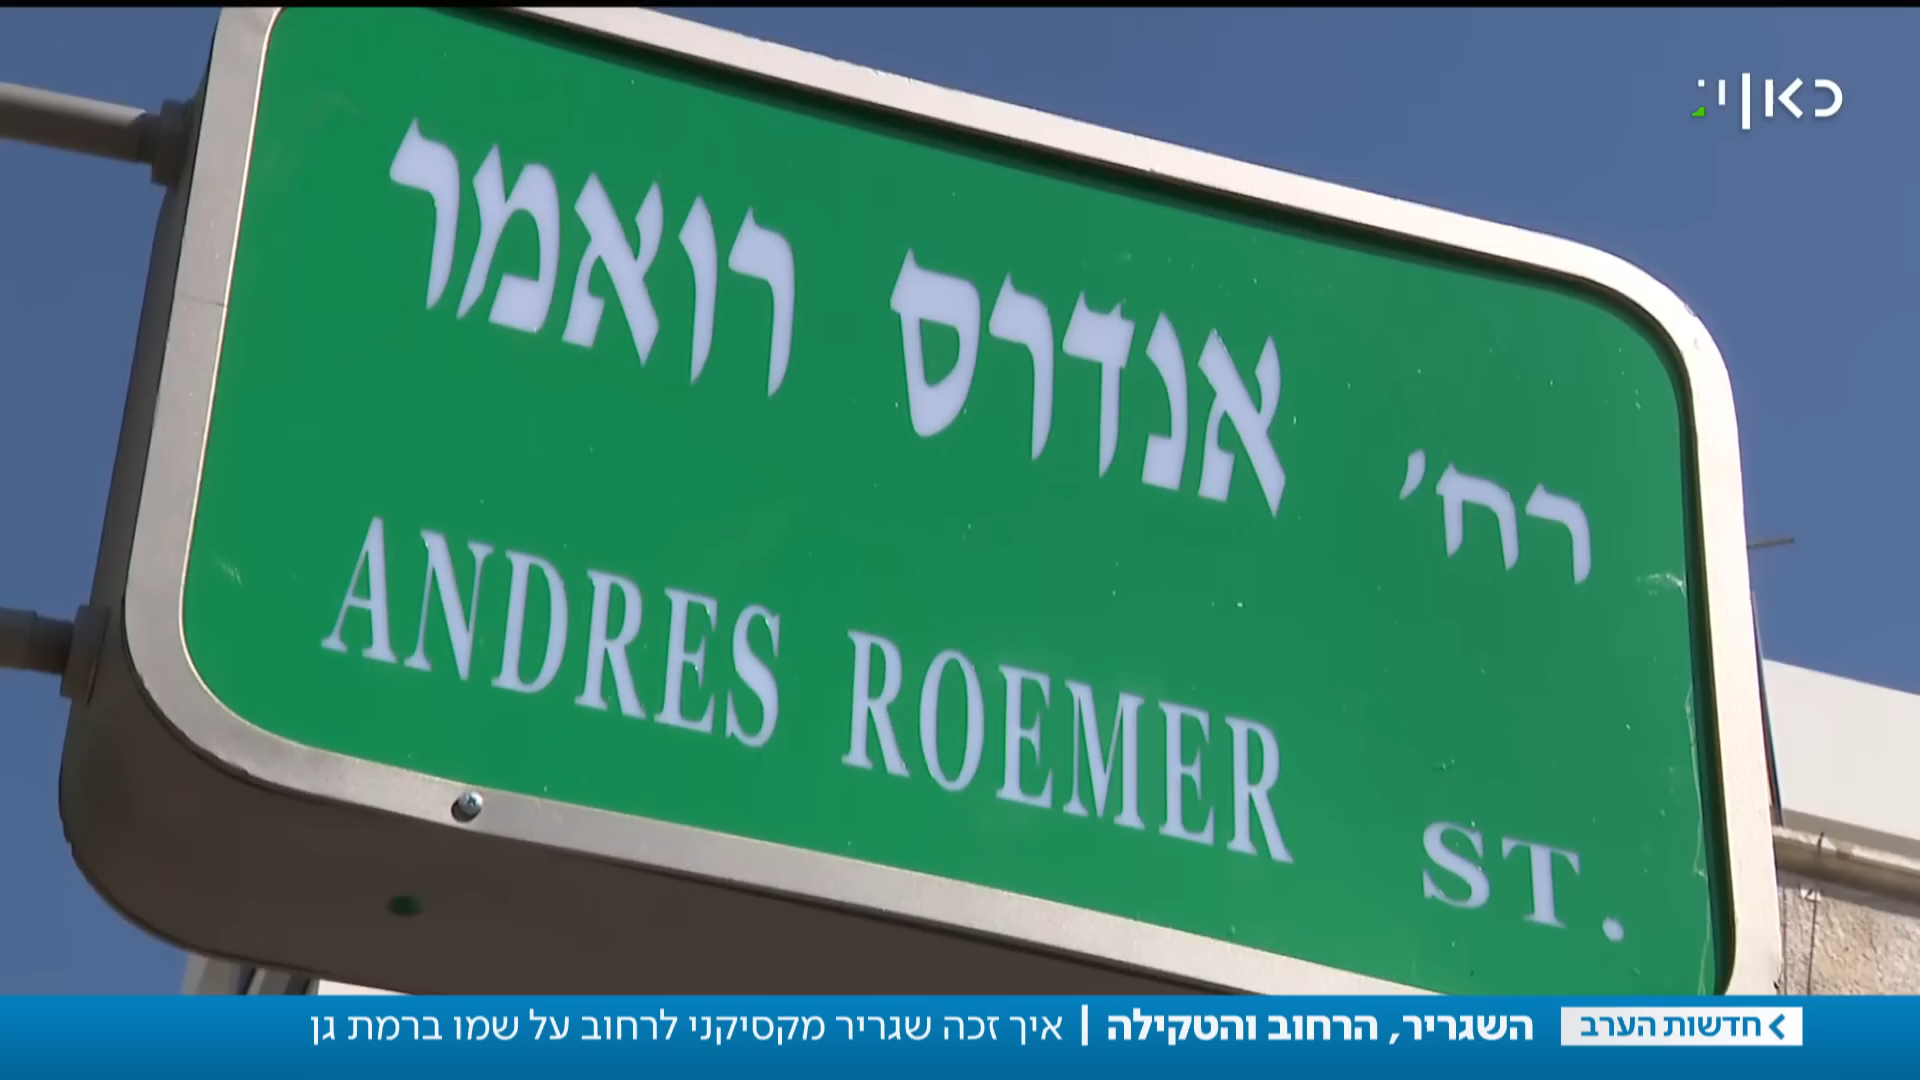 כאן
רח' אנדרס רואמר
ANDRES ROEMER ST.
חדשות הערב
השגריר, הרחוב והטקילה | איך זכה שגריר מקסיקני לרחוב על שמו ברמת גן